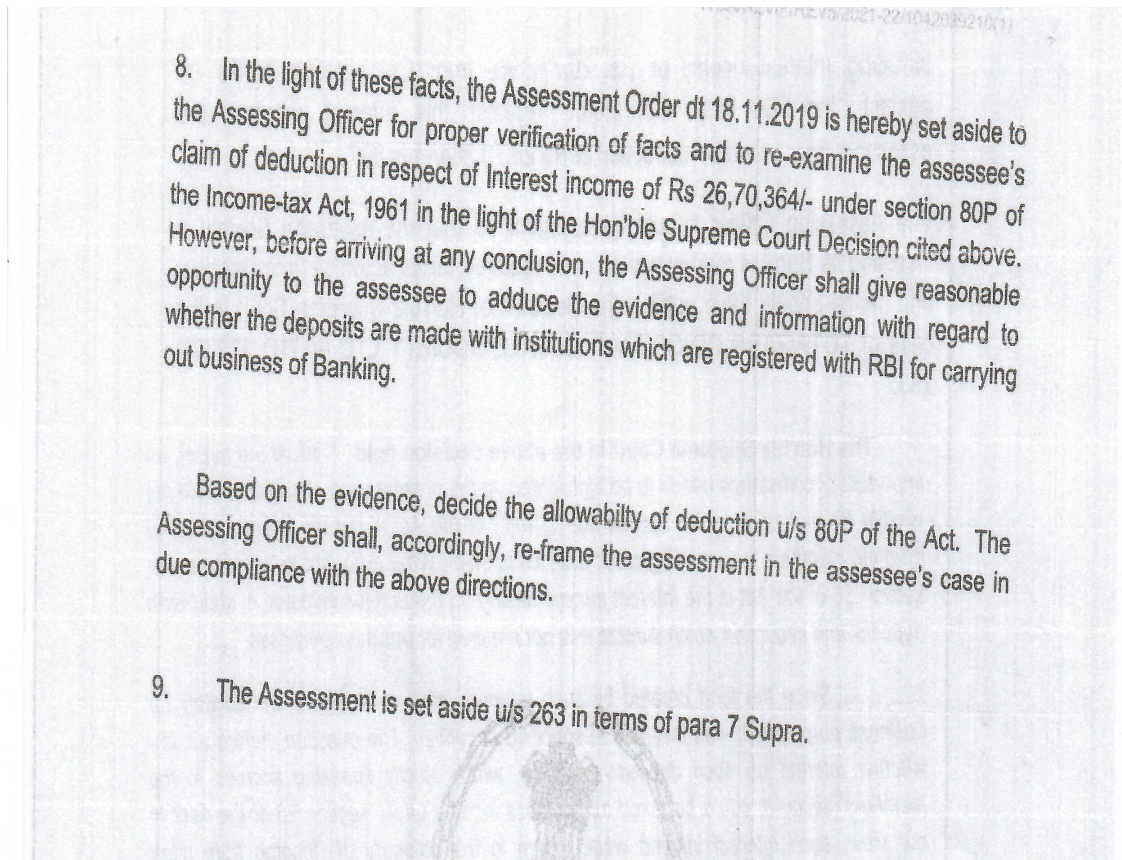 8. In the light of these facts, the Assessment Order dt 18.11.2019 is hereby set aside to
the Assessing Officer for proper verification of facts and to re-examine the assessee's
claim of deduction in respect of Interest income of Rs 26,70,364/- under section 80P of
the Income-tax Act, 1961 in the light of the Hon'ble Supreme Court Decision cited above.
However, before arriving at any conclusion, the Assessing Officer shall give reasonable
opportunity to the assessee to adduce the evidence and information with regard to
whether the deposits are made with institutions which are registered with RBI for carrying
out business of Banking.
Based on the evidence, decide the allowabilty of deduction u/s 80P of the Act. The
Assessing Officer shall, accordingly, re-frame the assessment in the assessee's case in
due compliance with the above directions.
9. The Assessment is set aside u/s 263 in terms of para 7 Supra.